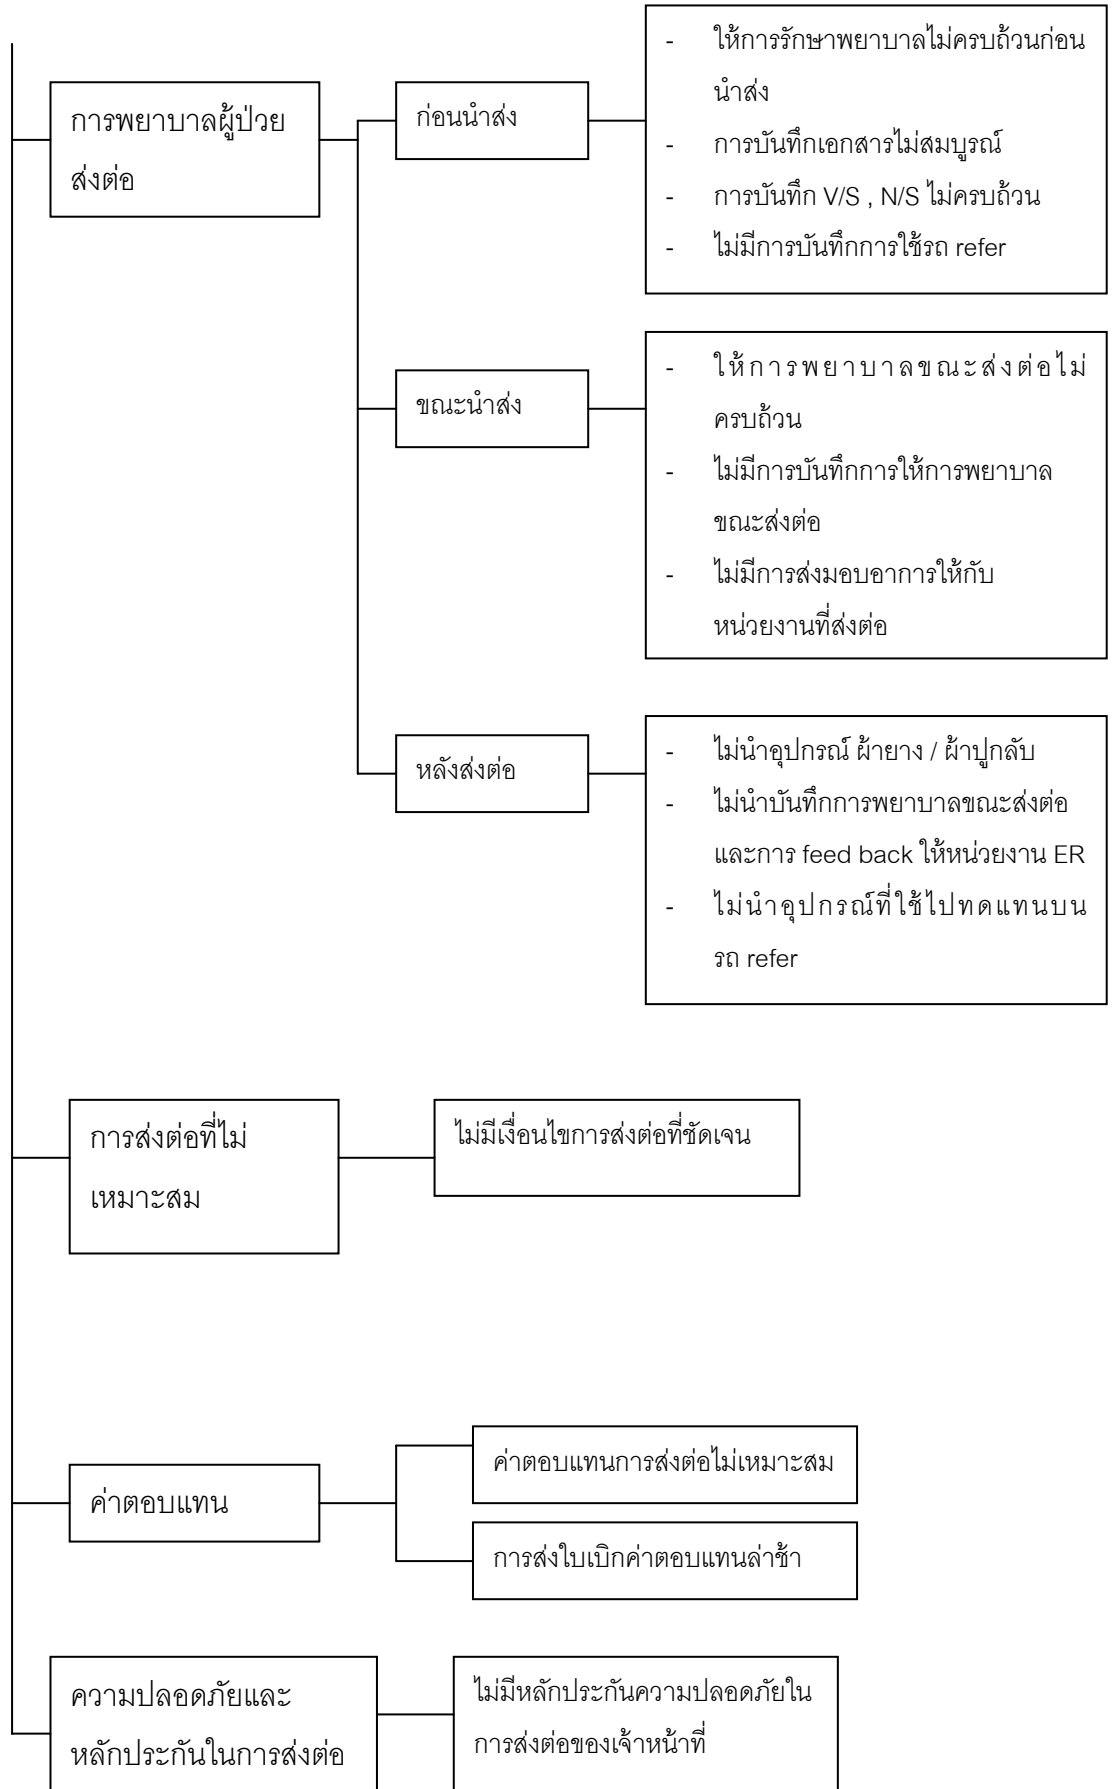 การพยาบาลผู้ป่วย
ส่งต่อ
ก่อนนำส่ง
- ให้การรักษาพยาบาลไม่ครบถ้วนก่อน
นำส่ง
- การบันทึกเอกสารไม่สมบูรณ์
- การบันทึก V/S , N/S ไม่ครบถ้วน
- ไม่มีการบันทึกการใช้รถ refer
ขณะนำส่ง
- ให้การพยาบาลขณะส่งต่อไม่
ครบถ้วน
- ไม่มีการบันทึกการให้การพยาบาล
ขณะส่งต่อ
- ไม่มีการส่งมอบอาการให้กับ
หน่วยงานที่ส่งต่อ
หลังส่งต่อ
- ไม่นำอุปกรณ์ ผ้ายาง / ผ้าปูกลับ
- ไม่นำบันทึกการพยาบาลขณะส่งต่อ
และการ feed back ให้หน่วยงาน ER
- ไม่นำอุปกรณ์ที่ใช้ไปทดแทนบน
รถ refer
การส่งต่อที่ไม่
เหมาะสม
ไม่มีเงื่อนไขการส่งต่อที่ชัดเจน
ค่าตอบแทน
ค่าตอบแทนการส่งต่อไม่เหมาะสม
การส่งใบเบิกค่าตอบแทนล่าช้า
ความปลอดภัยและ
หลักประกันในการส่งต่อ
ไม่มีหลักประกันความปลอดภัยใน
การส่งต่อของเจ้าหน้าที่